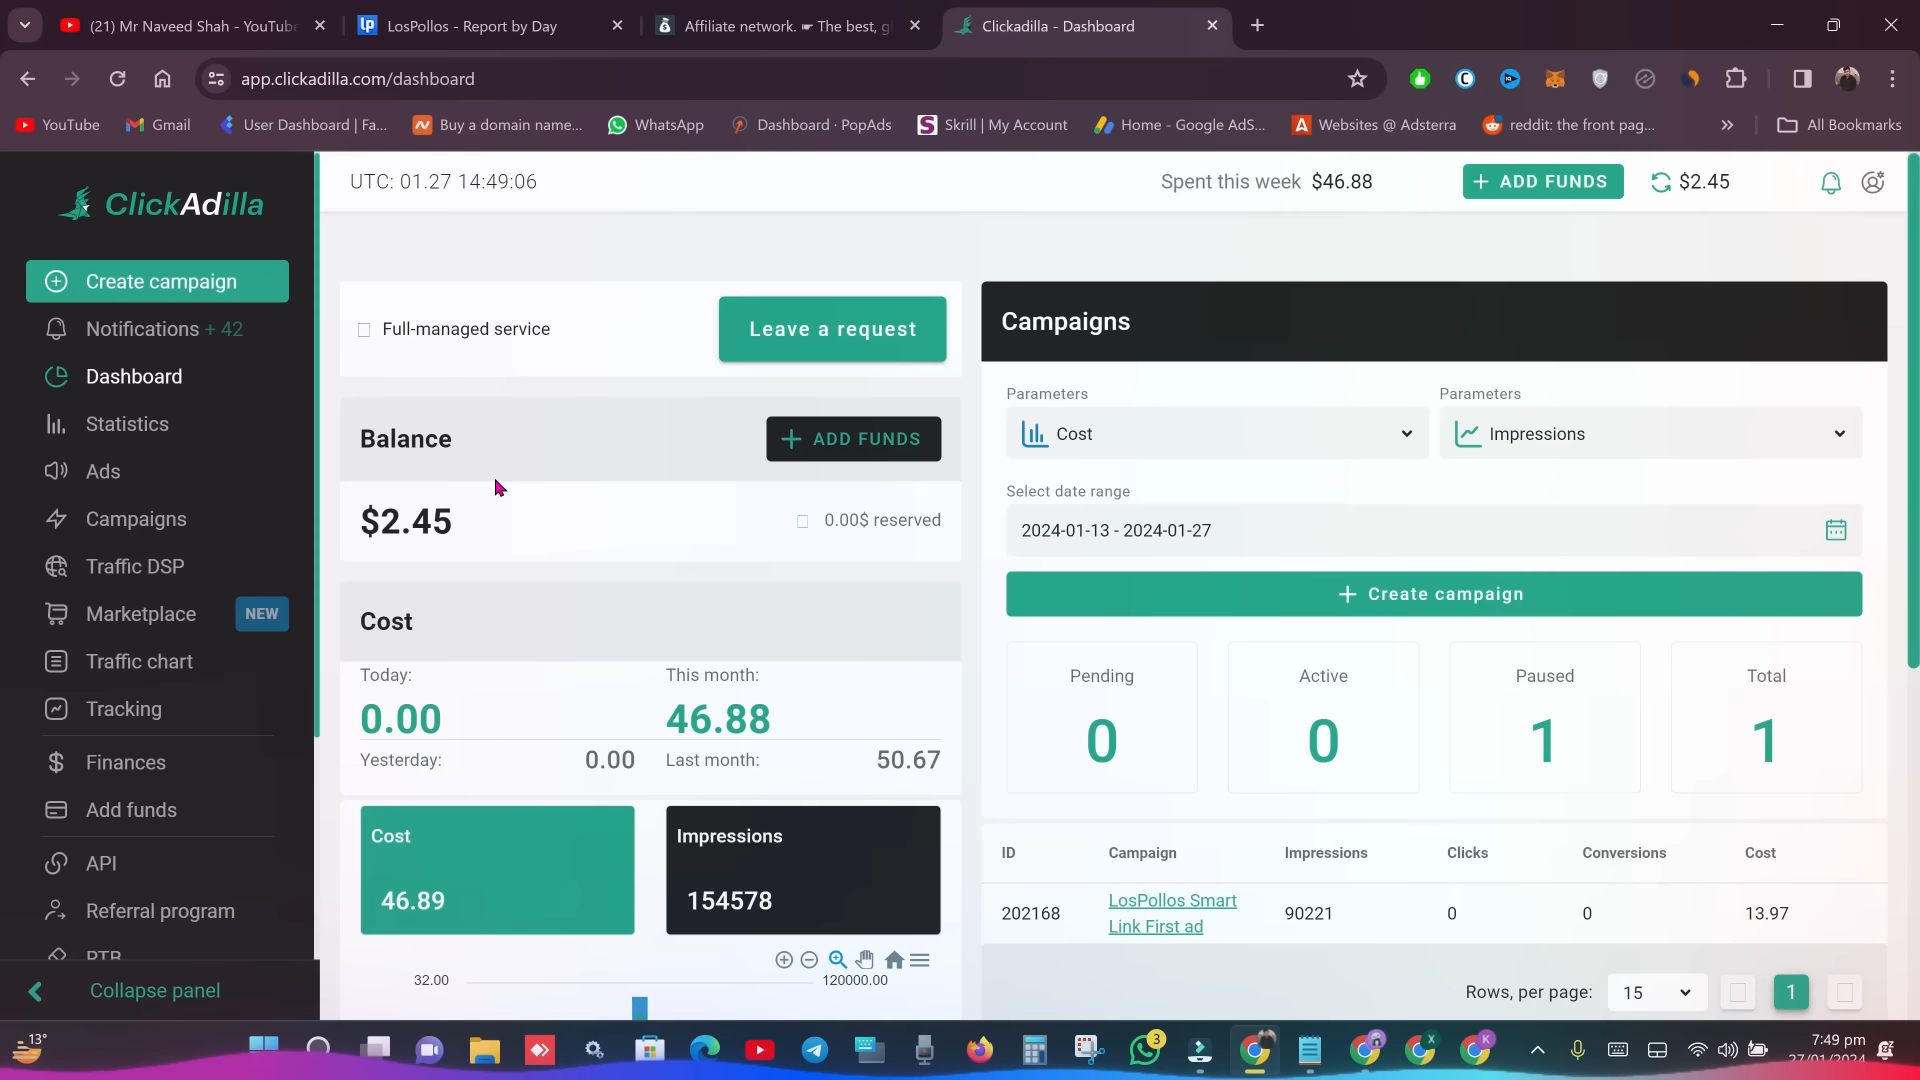 (21) Mr Naveed Shah - YouTube
LosPollos - Report by Day
Affiliate network. ☛ The best, g
Clickadilla - Dashboard
app.clickadilla.com/dashboard
YouTube
Gmail
User Dashboard | Fa...
Buy a domain name...
WhatsApp
Dashboard · PopAds
Skrill | My Account
Home - Google AdS...
Websites @ Adsterra
reddit: the front pag...
All Bookmarks
ClickAdilla
UTC: 01.27 14:49:06
Spent this week $46.88
+ ADD FUNDS
$2.45
Create campaign
Notifications + 42
Dashboard
Statistics
Ads
Campaigns
Traffic DSP
Marketplace NEW
Traffic chart
Tracking
Finances
Add funds
API
Referral program
RTB
Collapse panel
Full-managed service
Leave a request
Balance
+ ADD FUNDS
$2.45
0.00$ reserved
Cost
Today: This month:
0.00 46.88
Yesterday: 0.00 Last month: 50.67
Cost
46.89
Impressions
154578
32.00 120000.00
Campaigns
Parameters Parameters
Cost Impressions
Select date range
2024-01-13 - 2024-01-27
+ Create campaign
Pending Active Paused Total
0 0 1 1
ID Campaign Impressions Clicks Conversions Cost
202168 LosPollos Smart 90221 0 0 13.97
Link First ad
Rows, per page: 15 1
13°
3
7:49 pm
27/01/2024